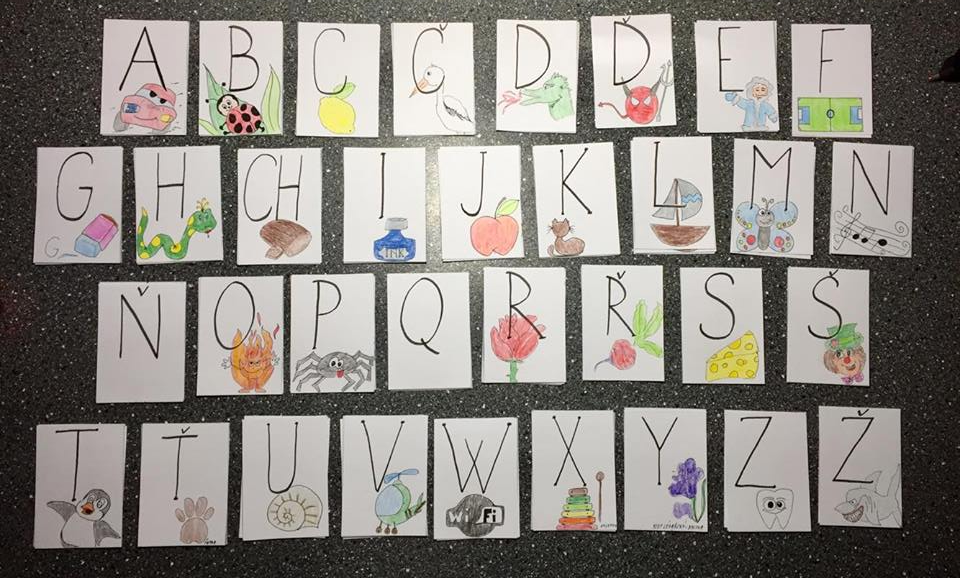 A B C Č D Ď E F
G H CH I J K L M N
G
INK
Ň O P Q R Ř S Š
T Ť U V W X Y Z Ž
Wi Fi